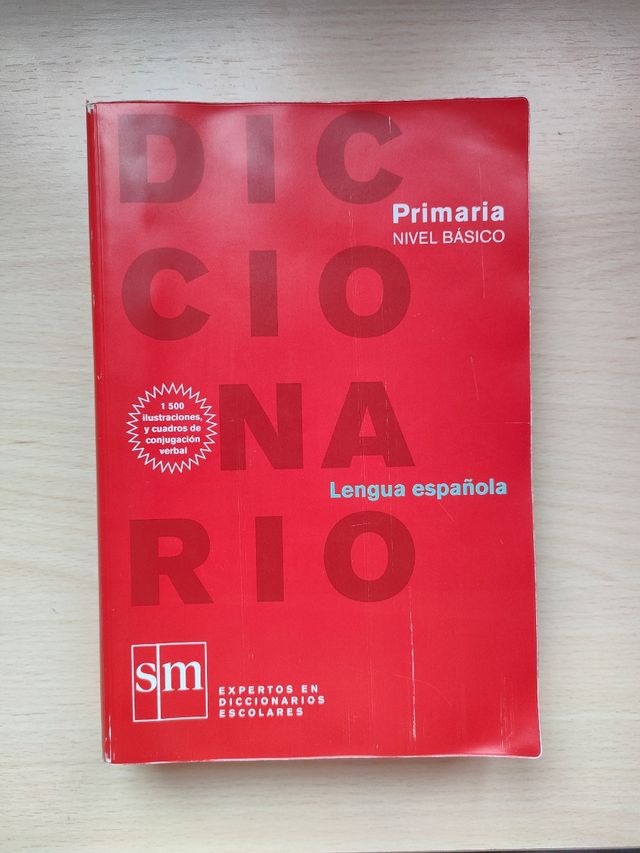 DIC
CIO
NA
RIO
Primaria
NIVEL BÁSICO
1 500
ilustraciones,
y cuadros de
conjugación
verbal
Lengua española
sm
EXPERTOS EN
DICCIONARIOS
ESCOLARES